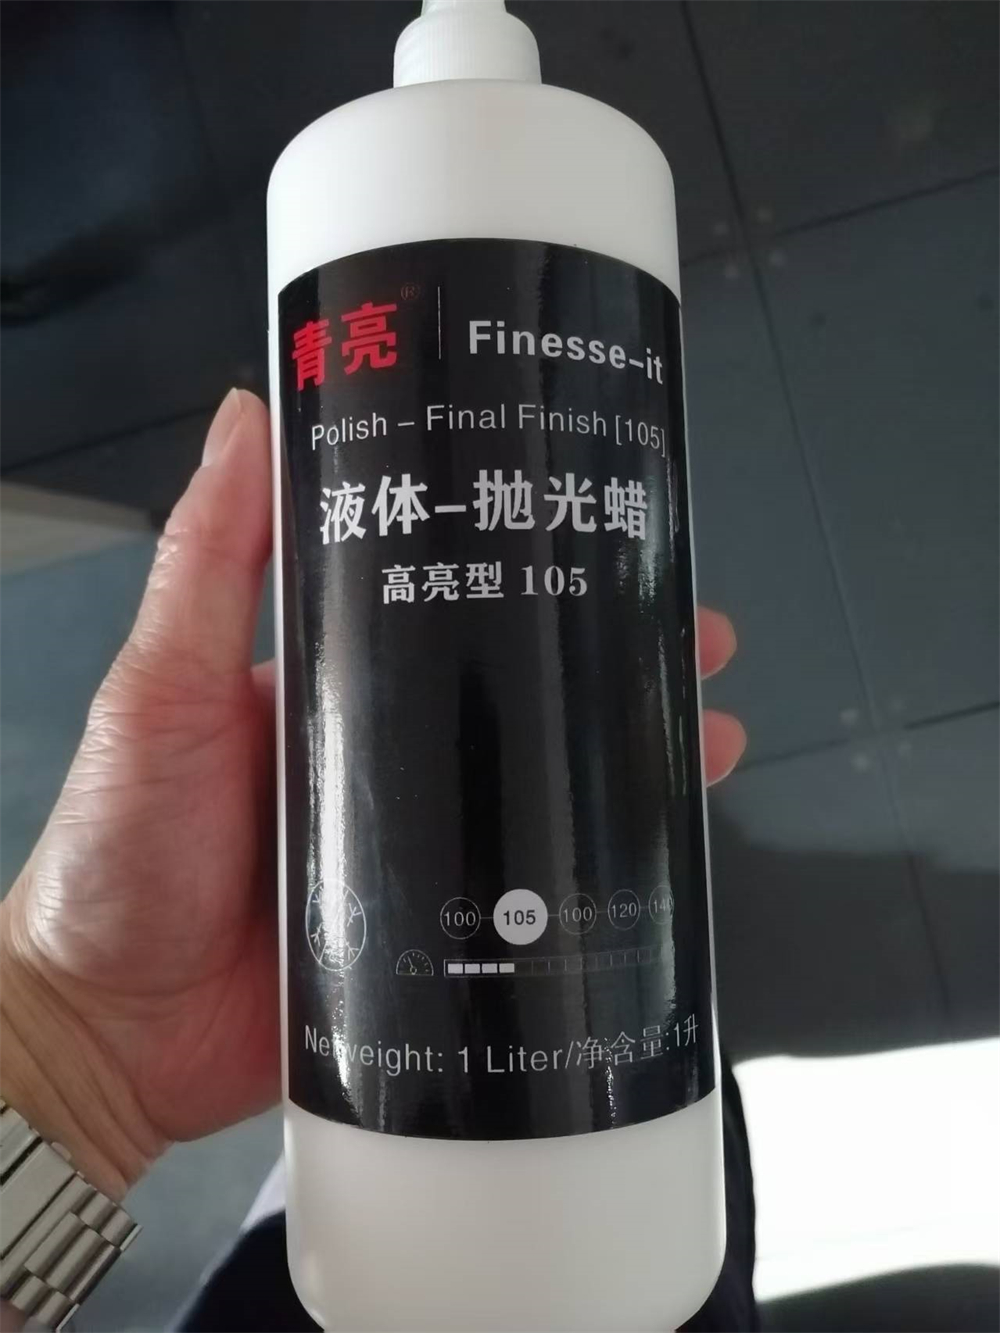 青亮® Finesse-it
Polish - Final Finish [105]
液体-抛光蜡
高亮型 105
100 105 100 120 140
Net weight: 1 Liter/净含量:1升